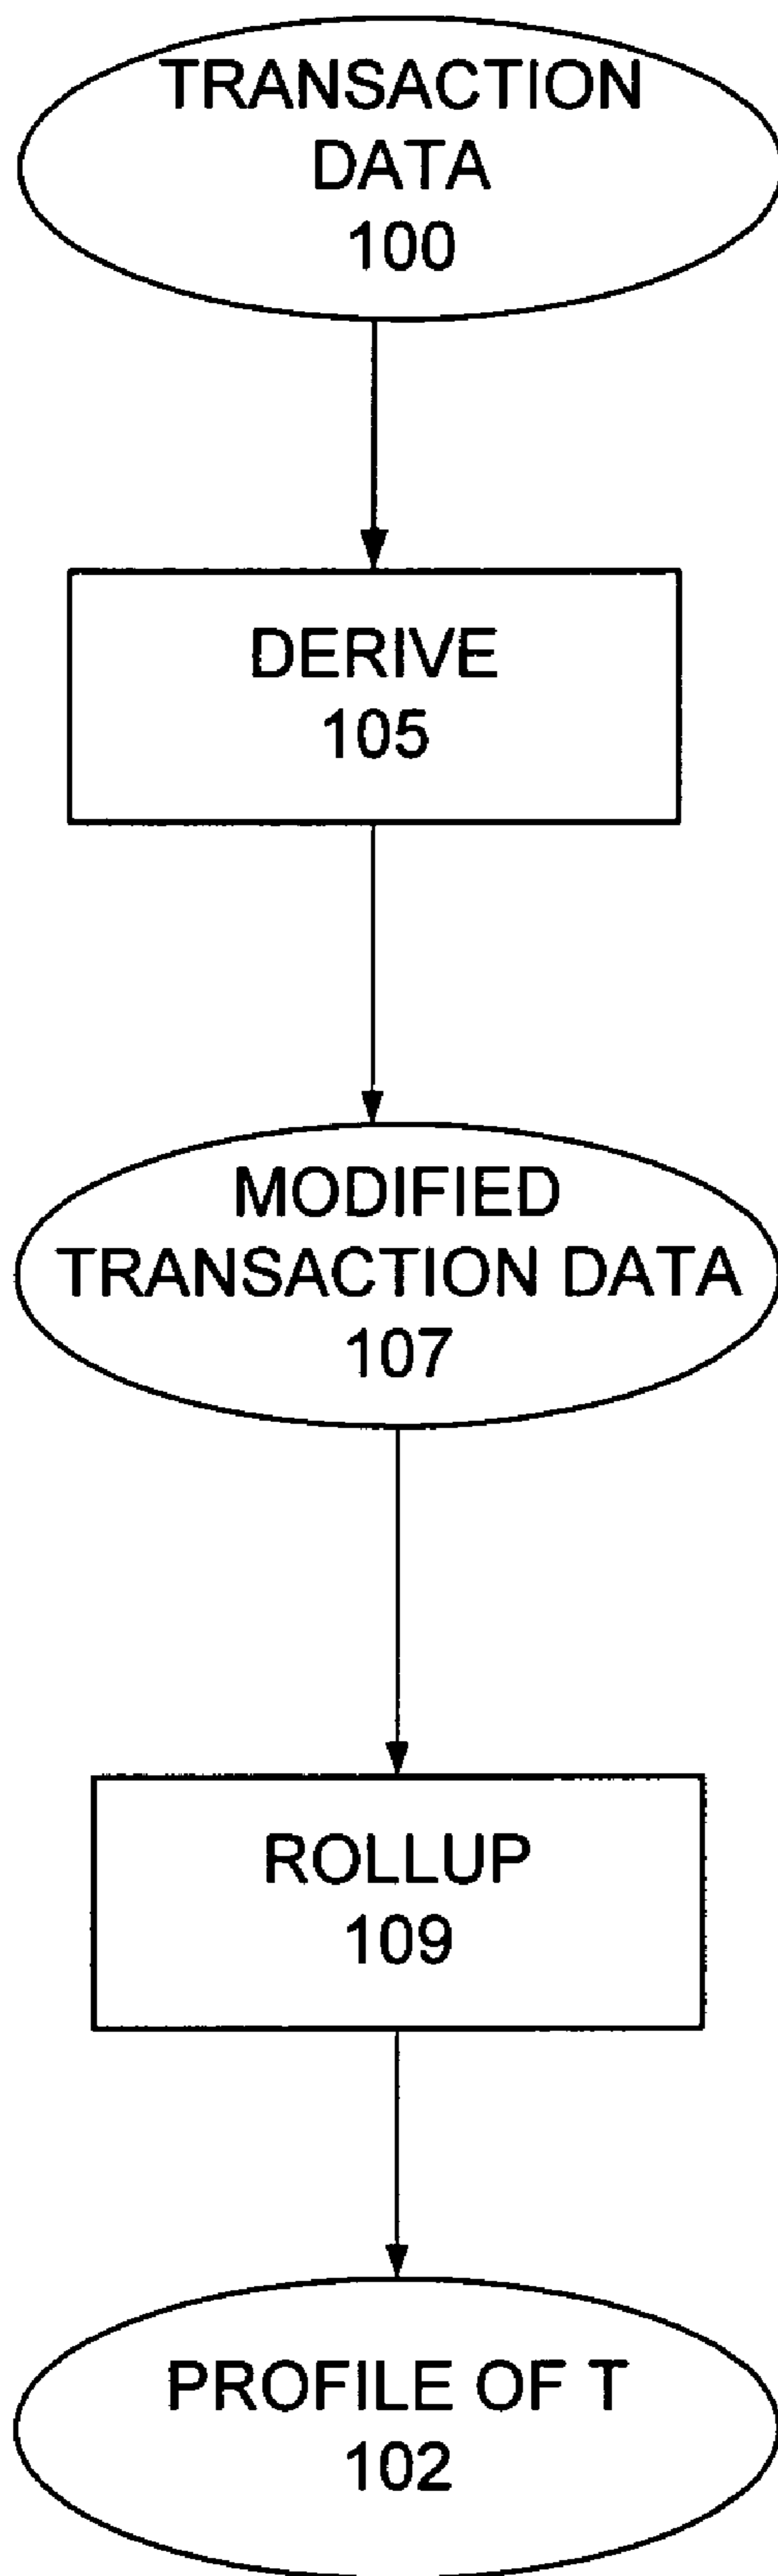 TRANSACTION
DATA
100
DERIVE
105
MODIFIED
TRANSACTION DATA
107
ROLLUP
109
PROFILE OF T
102